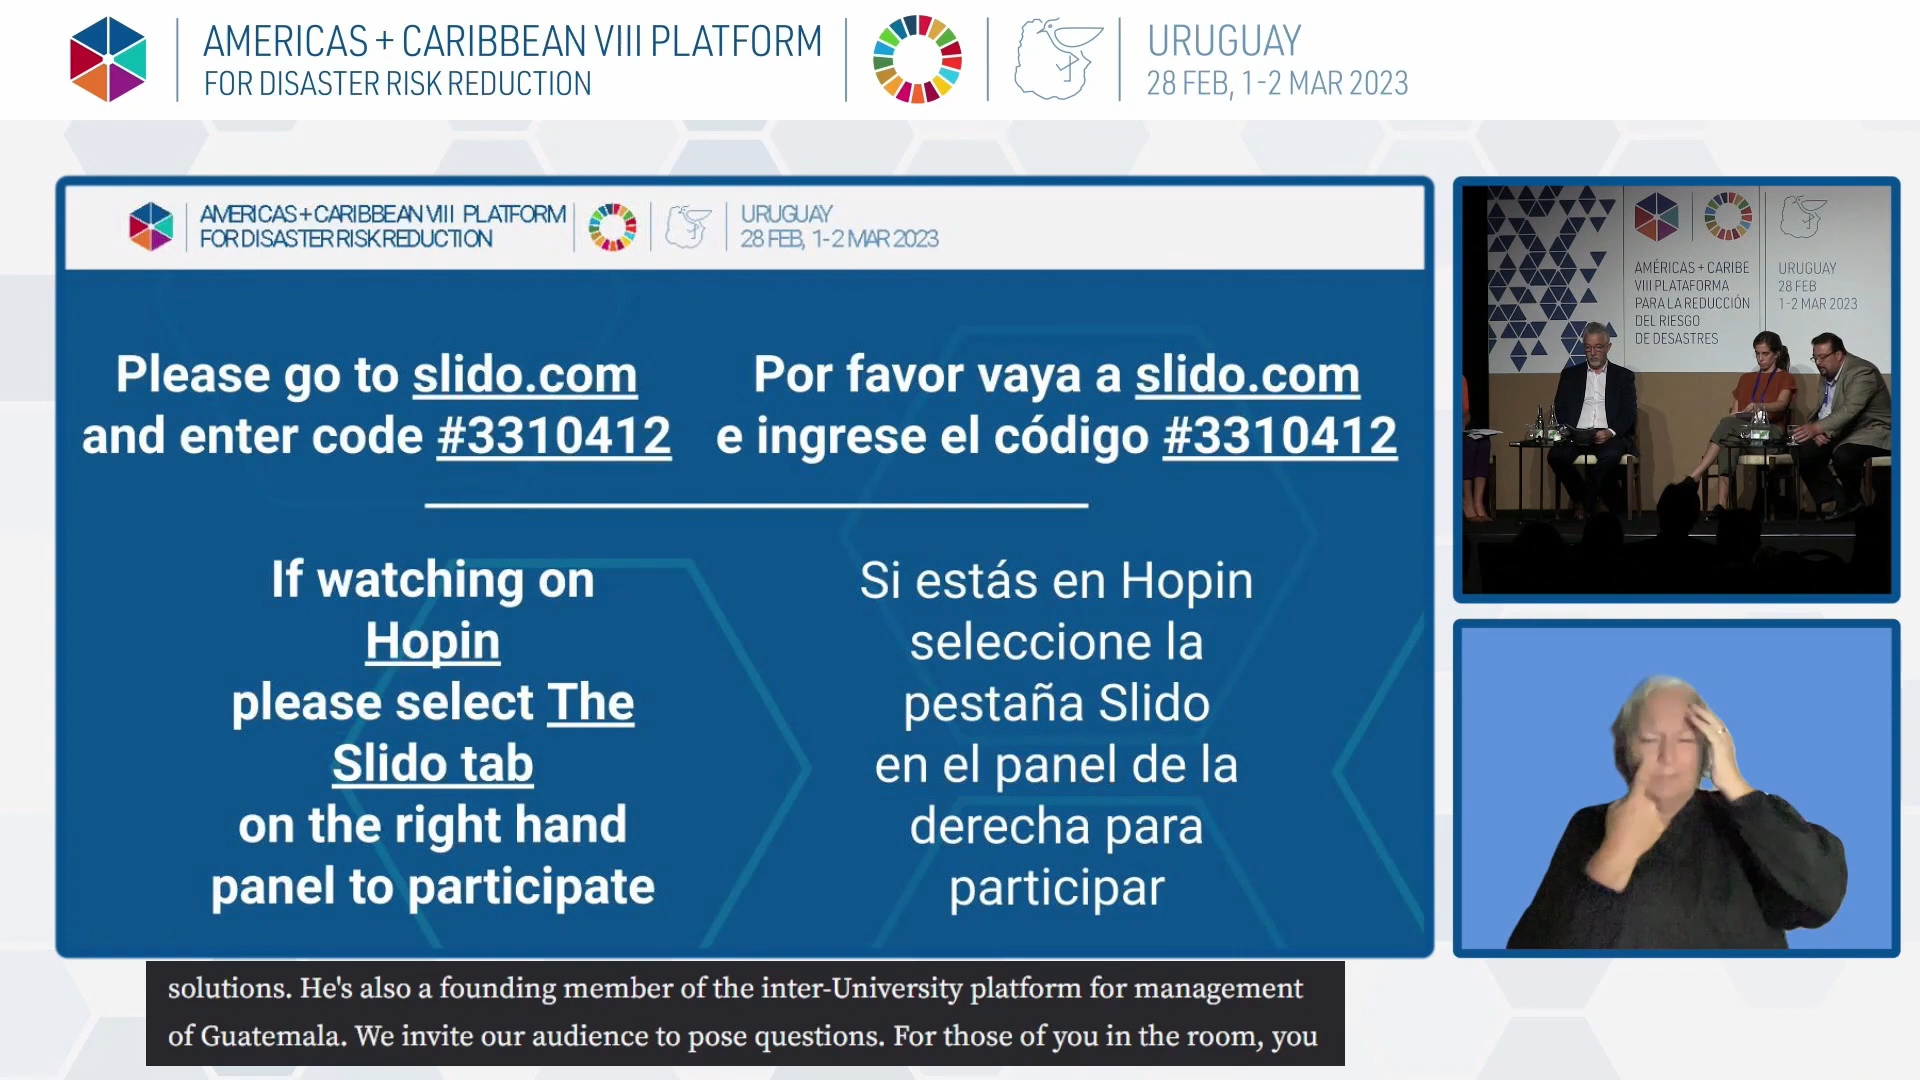 AMERICAS + CARIBBEAN VIII PLATFORM
FOR DISASTER RISK REDUCTION
URUGUAY
28 FEB, 1-2 MAR 2023
AMERICAS + CARIBBEAN VIII PLATFORM
FOR DISASTER RISK REDUCTION
URUGUAY
28 FEB, 1-2 MAR 2023
Please go to slido.com
and enter code #3310412
Por favor vaya a slido.com
e ingrese el código #3310412
If watching on
Hopin
please select The
Slido tab
on the right hand
panel to participate
Si estás en Hopin
seleccione la
pestaña Slido
en el panel de la
derecha para
participar
AMÉRICAS + CARIBE
VIII PLATAFORMA
PARA LA REDUCCIÓN
DEL RIESGO
DE DESASTRES
URUGUAY
28 FEB
1-2 MAR 2023
solutions. He's also a founding member of the inter-University platform for management
of Guatemala. We invite our audience to pose questions. For those of you in the room, you